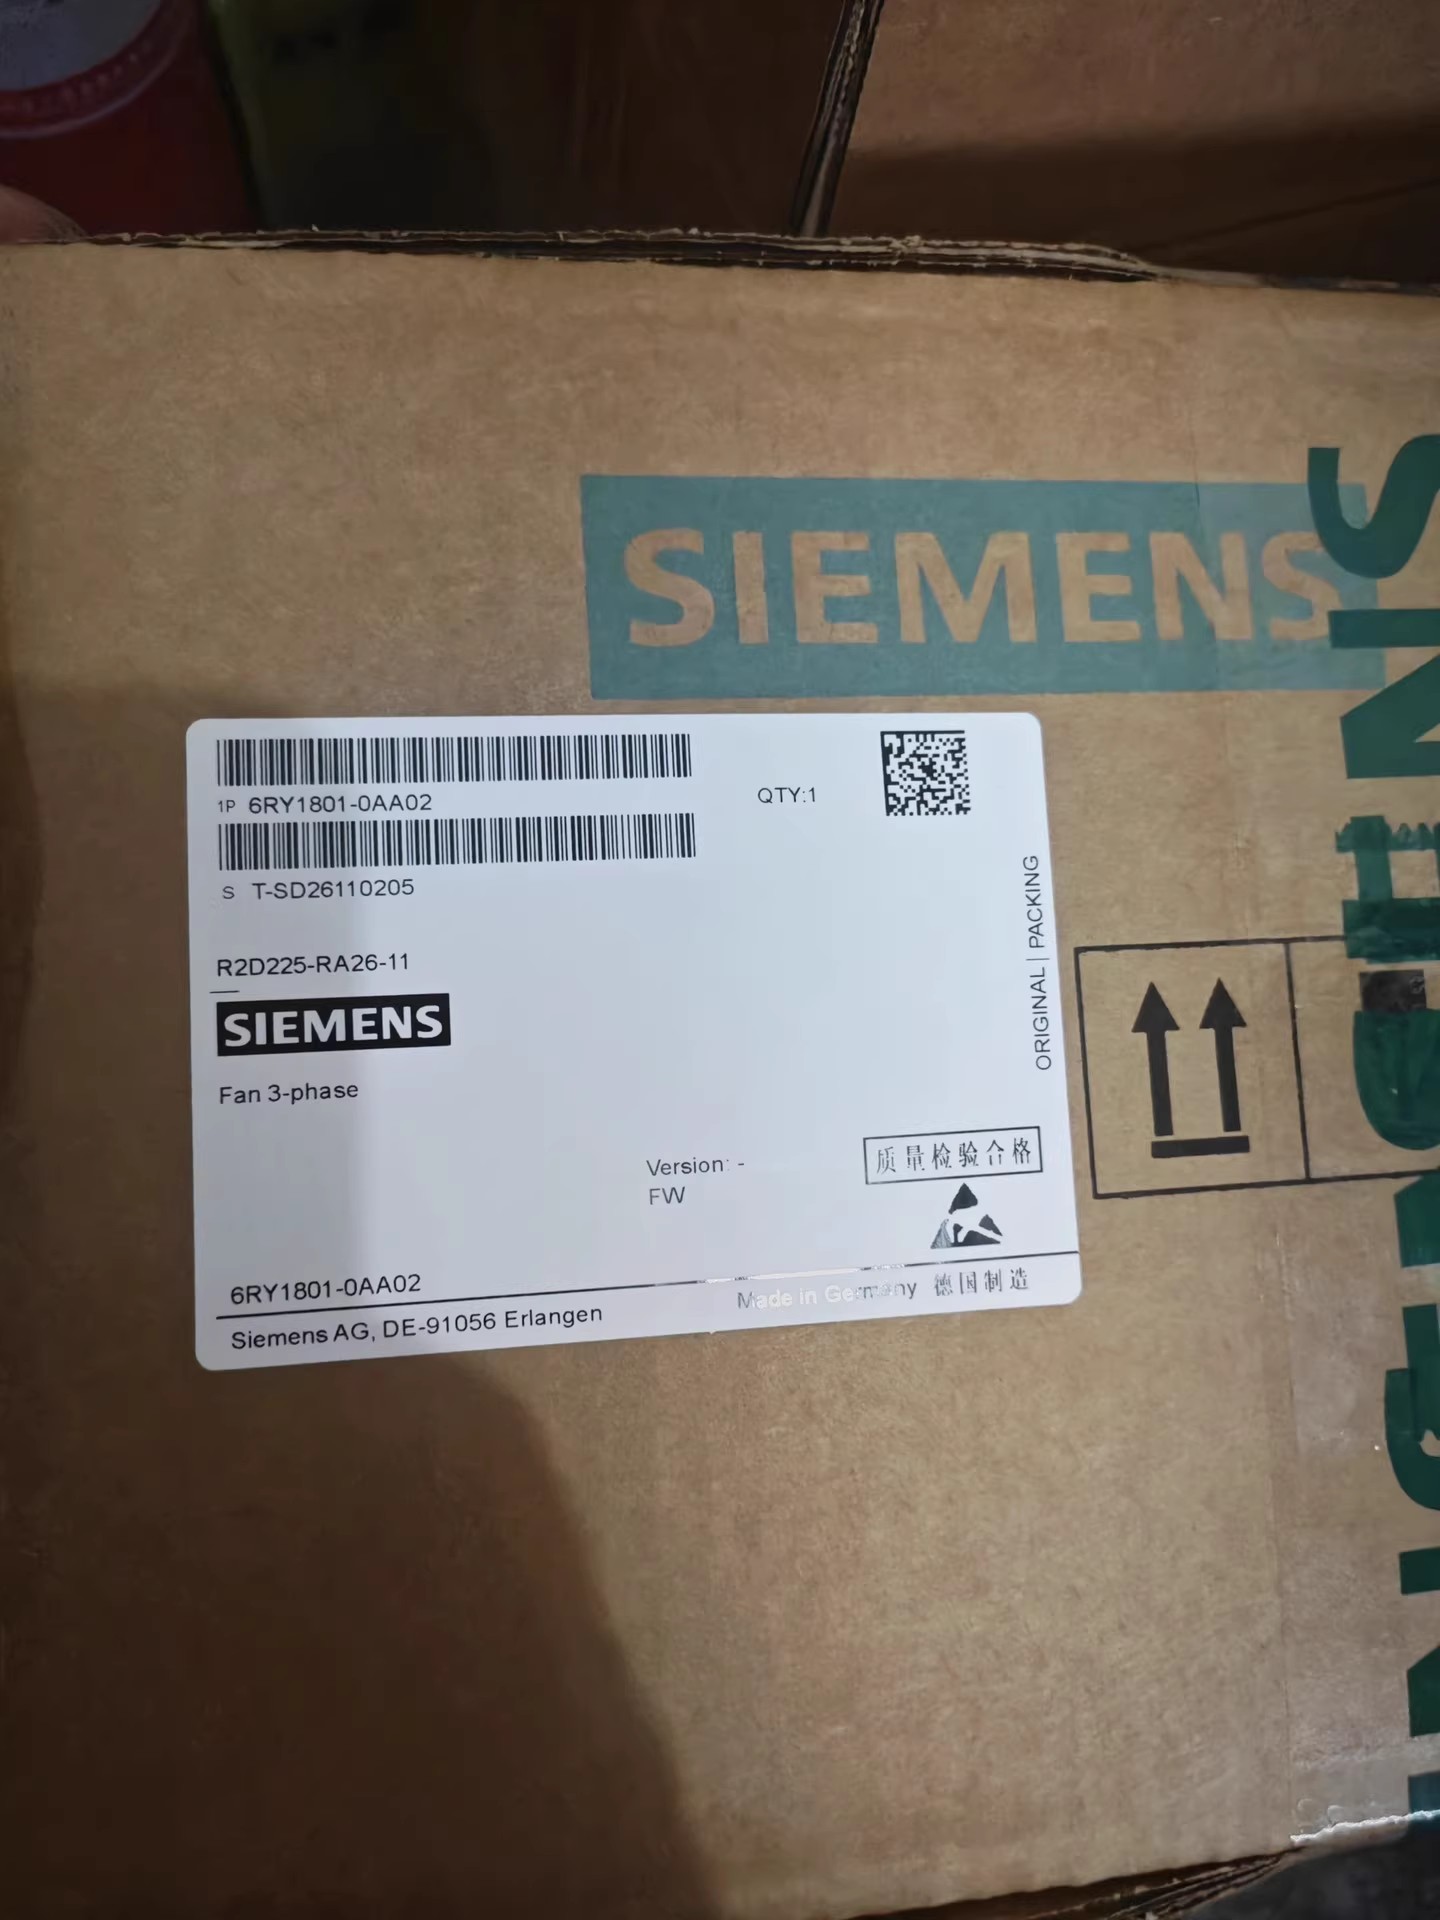 SIEMENS
SIEMENS
1P 6RY1801-0AA02
QTY:1
S T-SD26110205
R2D225-RA26-11
SIEMENS
Fan 3-phase
ORIGINAL | PACKING
Version: -
FW
质量检验合格
6RY1801-0AA02
Siemens AG, DE-91056 Erlangen
Made in Germany 德国制造